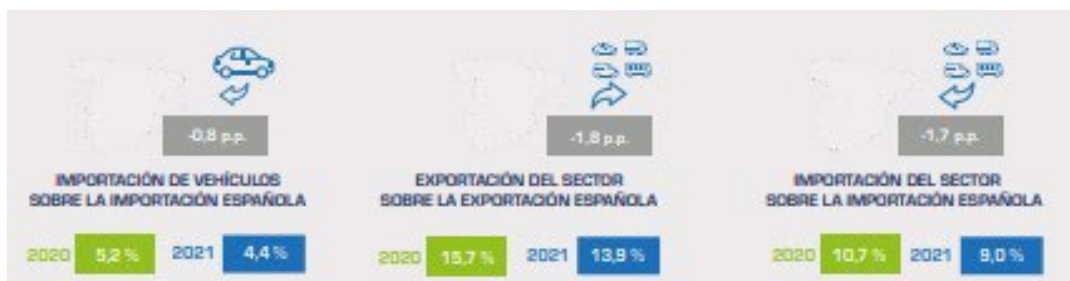 -0,8 p.p.
IMPORTACIÓN DE VEHÍCULOS
SOBRE LA IMPORTACIÓN ESPAÑOLA
2020 5,2 % 2021 4,4 %
-1,8 p.p.
EXPORTACIÓN DEL SECTOR
SOBRE LA EXPORTACIÓN ESPAÑOLA
2020 15,7 % 2021 13,9 %
-1,7 p.p.
IMPORTACIÓN DEL SECTOR
SOBRE LA IMPORTACIÓN ESPAÑOLA
2020 10,7 % 2021 9,0 %